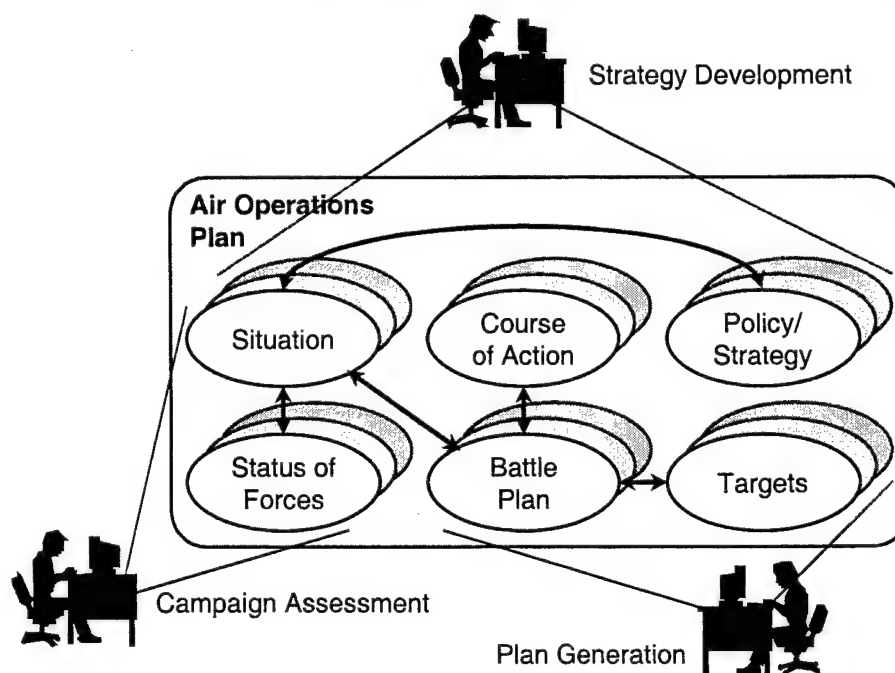 Strategy Development
Air Operations
Plan
Situation
Course
of Action
Policy/
Strategy
Status of
Forces
Battle
Plan
Targets
Campaign Assessment
Plan Generation